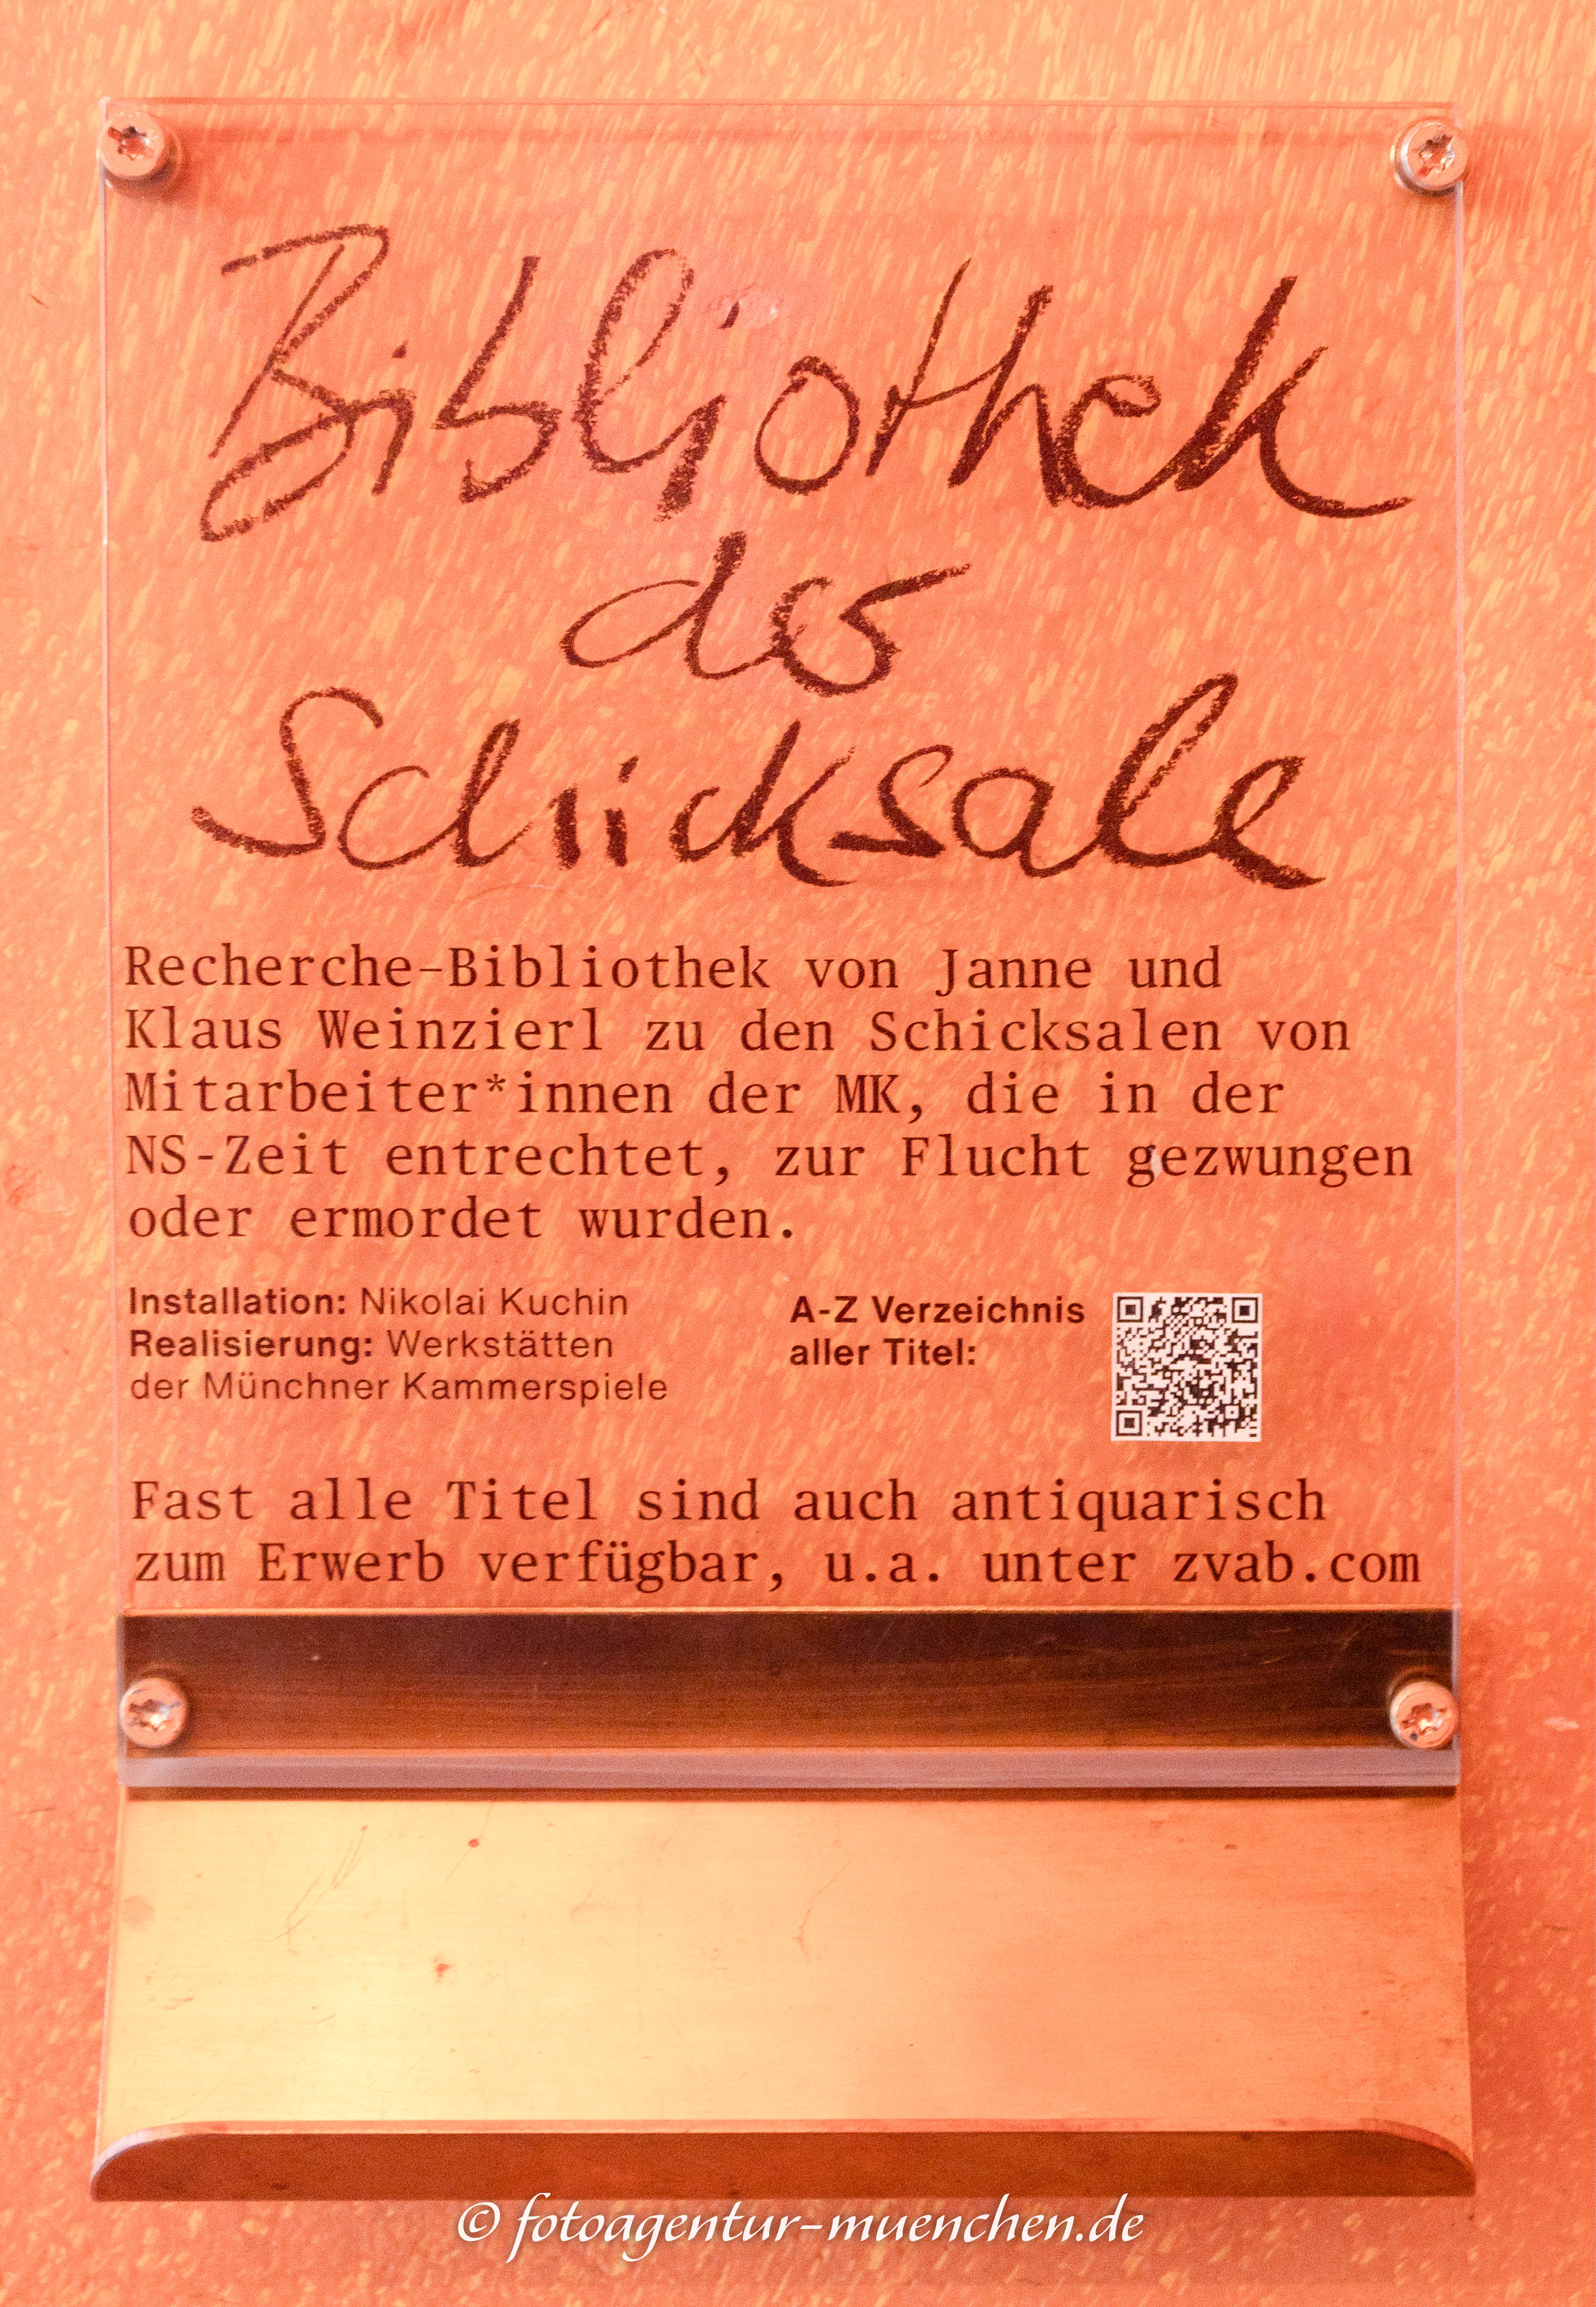 Bibliothek
der
Schicksale
Recherche-Bibliothek von Janne und
Klaus Weinzierl zu den Schicksalen von
Mitarbeiter*innen der MK, die in der
NS-Zeit entrechtet, zur Flucht gezwungen
oder ermordet wurden.
Installation: Nikolai Kuchin
Realisierung: Werkstätten
der Münchner Kammerspiele
A-Z Verzeichnis
aller Titel:
Fast alle Titel sind auch antiquarisch
zum Erwerb verfügbar, u.a. unter zvab.com
© fotoagentur-muenchen.de